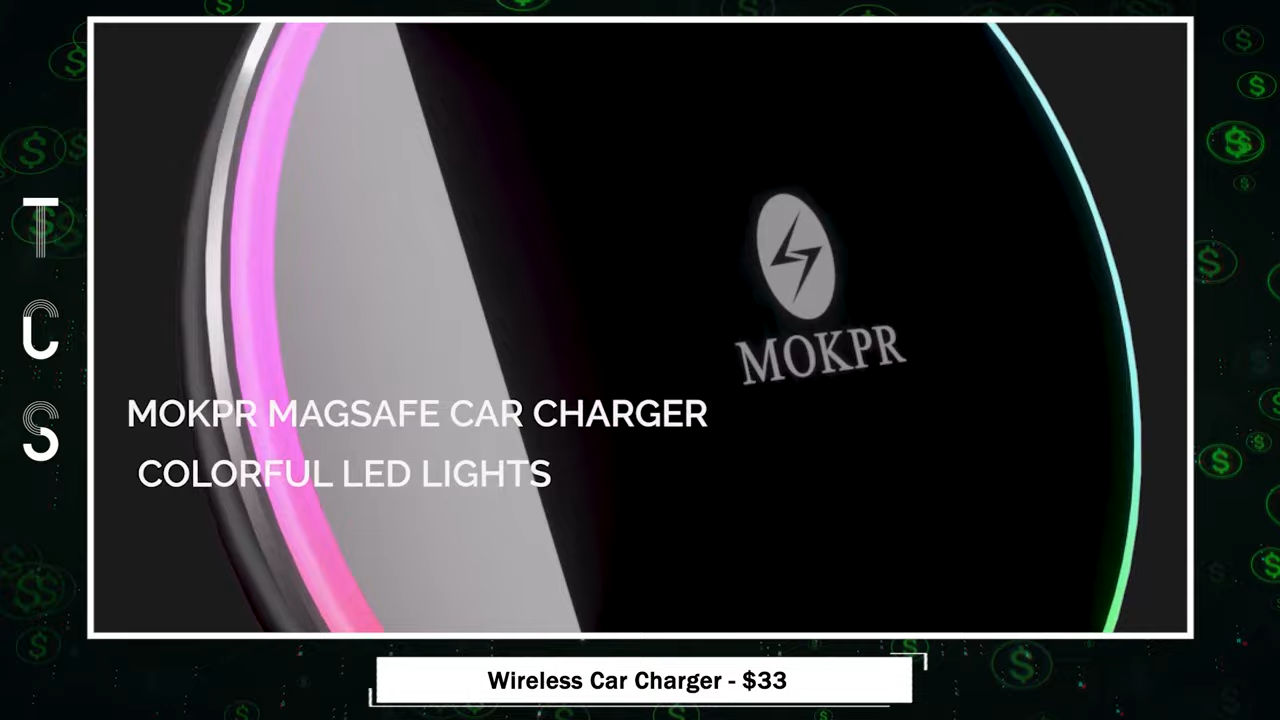 T
C
S
MOKPR
MOKPR MAGSAFE CAR CHARGER
COLORFUL LED LIGHTS
Wireless Car Charger - $33